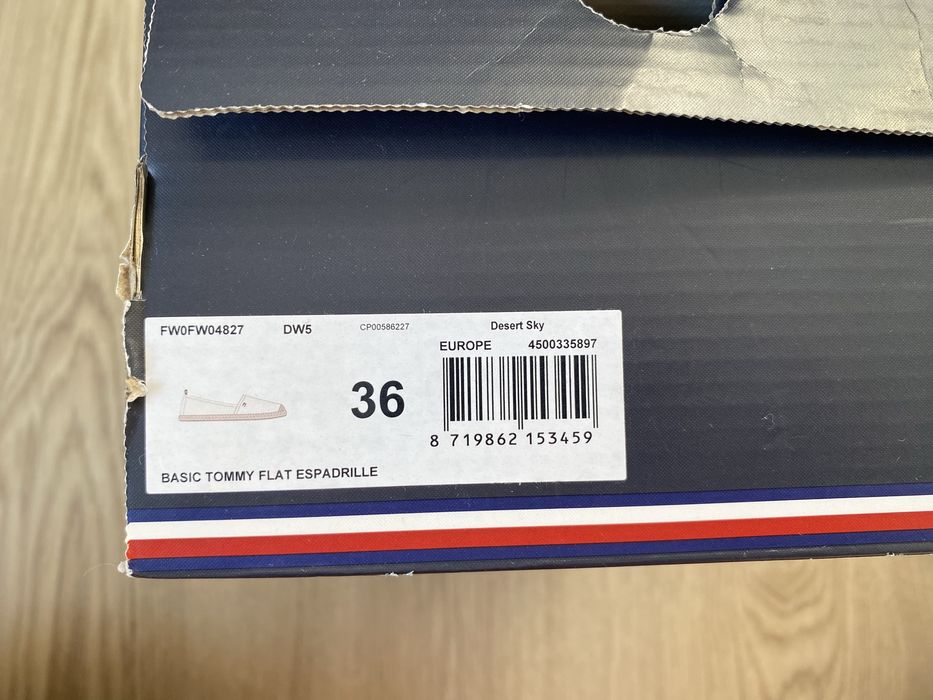 FW0FW04827 DW5 CP00586227 Desert Sky
EUROPE 4500335897
36
8 719862 153459
BASIC TOMMY FLAT ESPADRILLE